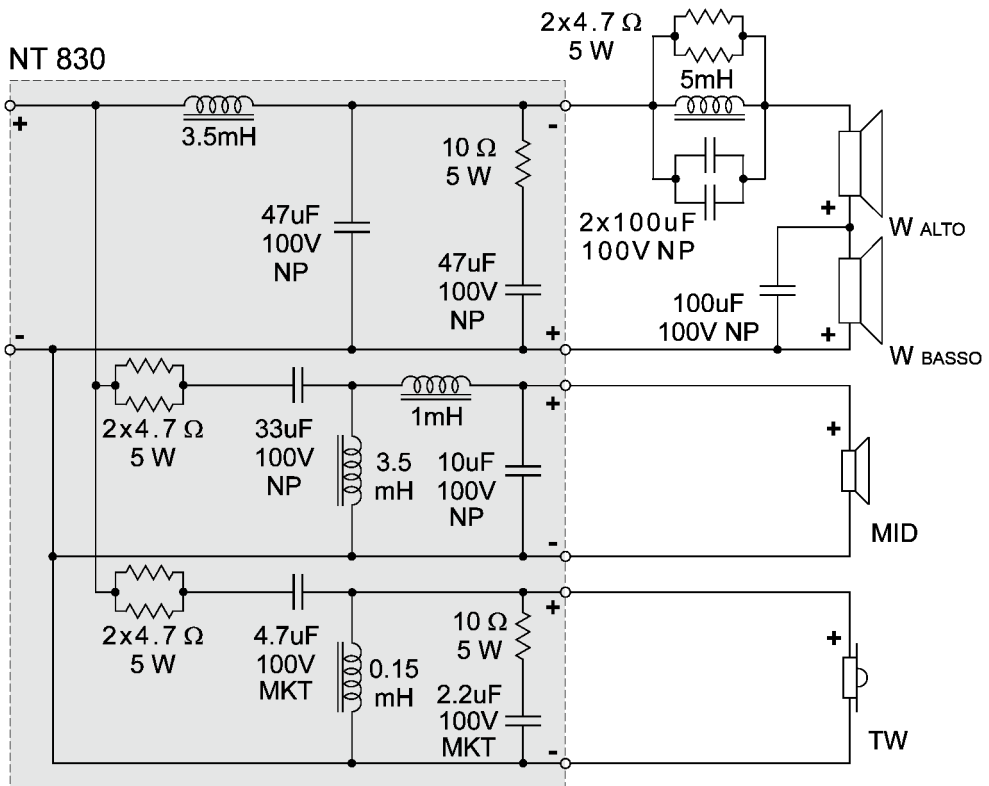 NT 830
2x4.7 Ω
5 W
5mH
+
-
3.5mH
10 Ω
5 W
47uF
100V
NP
+
W ALTO
2x100uF
100V NP
47uF
100V
NP
100uF
100V NP
-
+
+
W BASSO
2x4.7 Ω
5 W
33uF
100V
NP
1mH
+
+
3.5
mH
10uF
100V
NP
-
MID
2x4.7 Ω
5 W
4.7uF
100V
MKT
0.15
mH
10 Ω
5 W
+
+
2.2uF
100V
MKT
-
TW